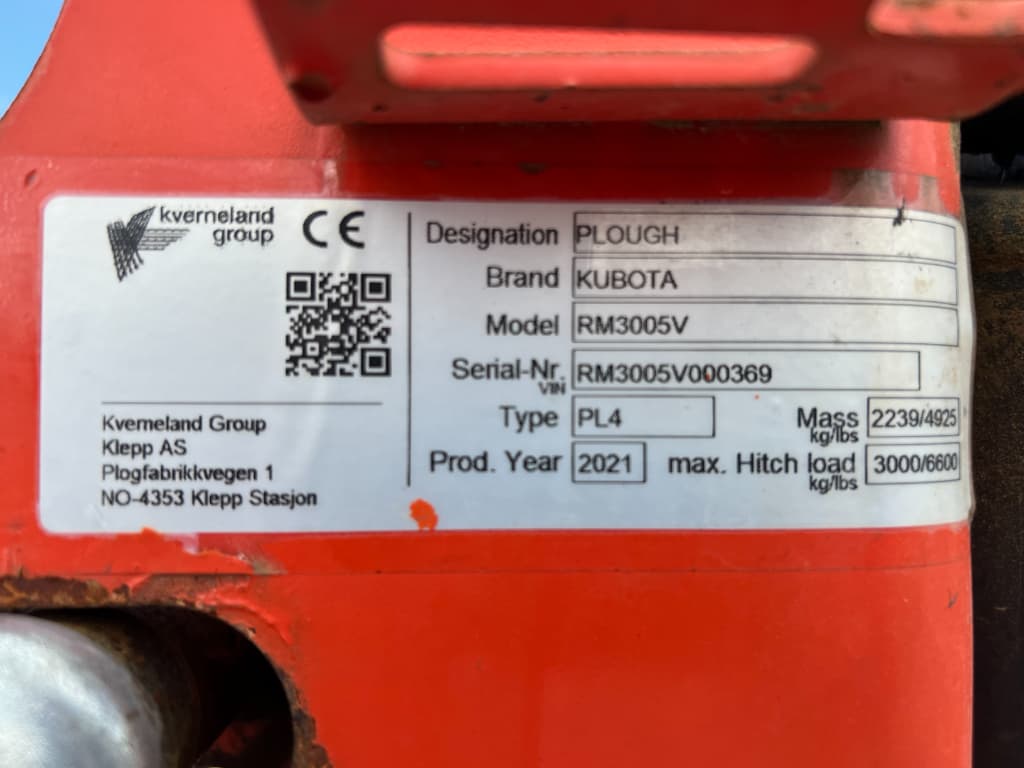 kverneland
group
CE
Kverneland Group
Klepp AS
Plogfabrikkvegen 1
NO-4353 Klepp Stasjon
Designation PLOUGH
Brand KUBOTA
Model RM3005V
Serial-Nr. RM3005V000369
VIN
Type PL4 Mass 2239/4925
kg/lbs
Prod. Year 2021 max. Hitch load 3000/6600
kg/lbs